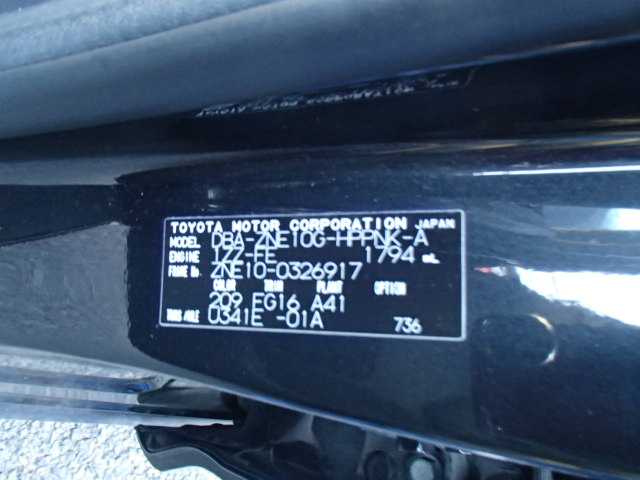 TOYOTA MOTOR CORPORATION JAPAN
MODEL DBA-ZNE10G-HPPNK-A
ENGINE 1ZZ-FE 1794 mL
FRAME No. ZNE10-0326917
COLOR TRIM PLANT OPTION
209 EG16 A41
TRANS AXLE U341E -01A 736